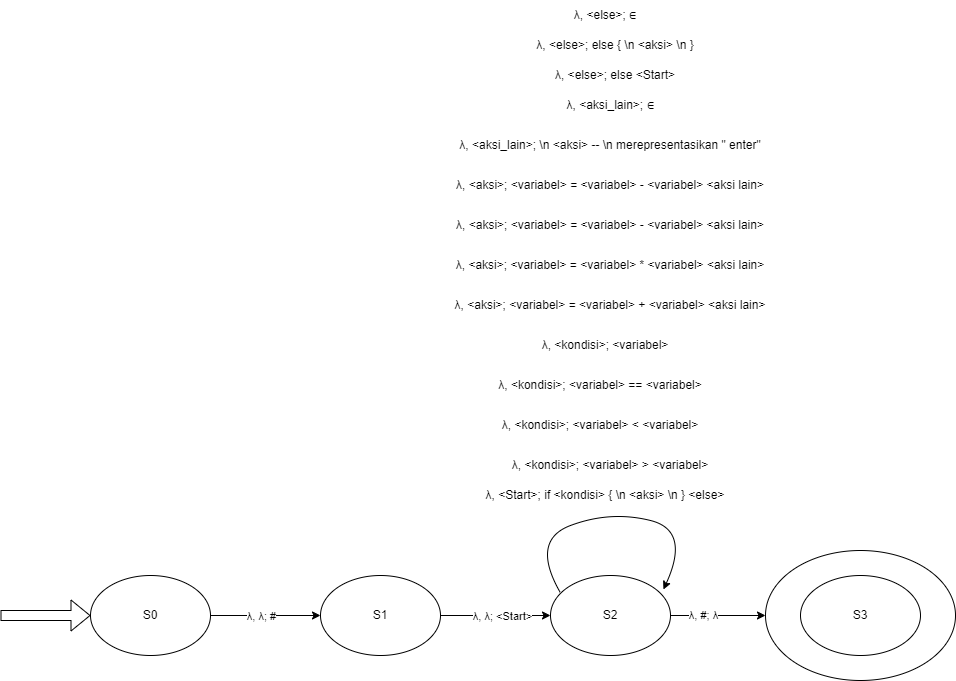 λ, <else>; ∈
λ, <else>; else { \n <aksi> \n }
λ, <else>; else <Start>
λ, <aksi_lain>; ∈
λ, <aksi_lain>; \n <aksi> -- \n merepresentasikan " enter"
λ, <aksi>; <variabel> = <variabel> - <variabel> <aksi lain>
λ, <aksi>; <variabel> = <variabel> - <variabel> <aksi lain>
λ, <aksi>; <variabel> = <variabel> * <variabel> <aksi lain>
λ, <aksi>; <variabel> = <variabel> + <variabel> <aksi lain>
λ, <kondisi>; <variabel>
λ, <kondisi>; <variabel> == <variabel>
λ, <kondisi>; <variabel> < <variabel>
λ, <kondisi>; <variabel> > <variabel>
λ, <Start>; if <kondisi> { \n <aksi> \n } <else>
S0
λ, λ; #
S1
λ, λ; <Start>
S2
λ, #; λ
S3